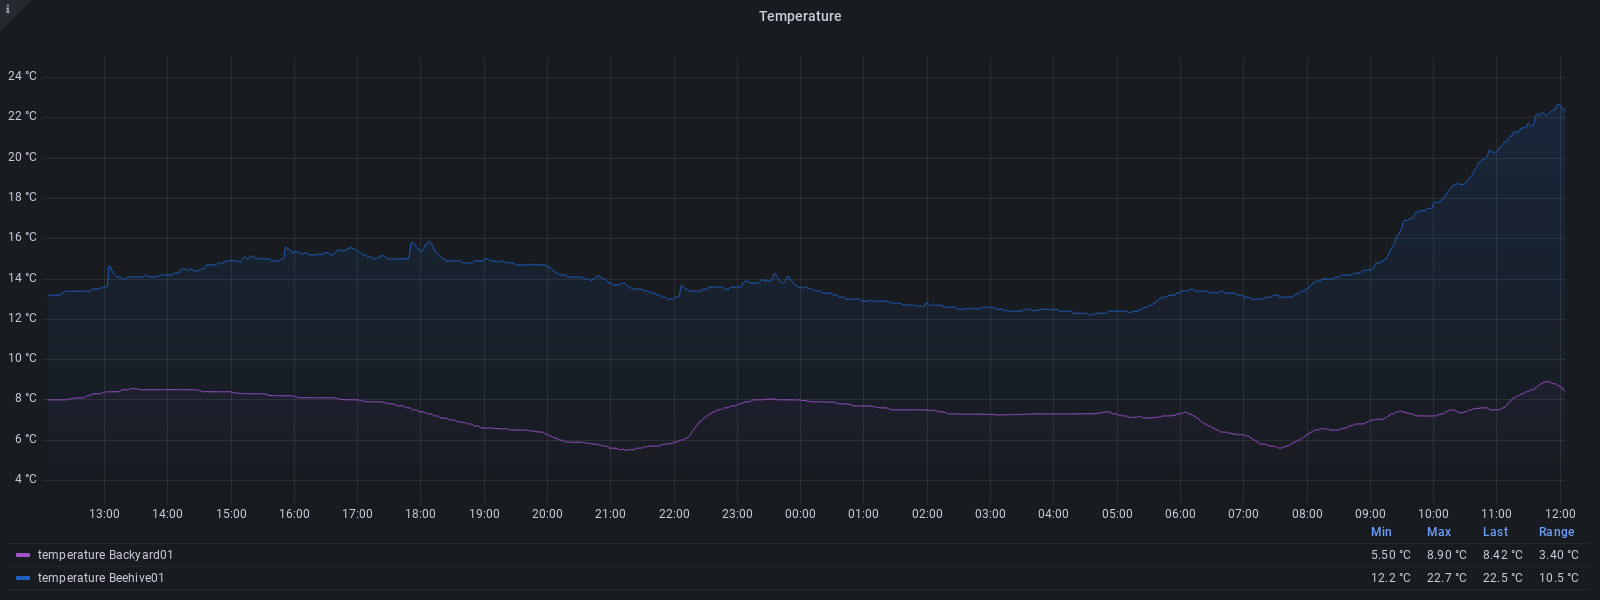 i
Temperature
24 °C
22 °C
20 °C
18 °C
16 °C
14 °C
12 °C
10 °C
8 °C
6 °C
4 °C
13:00 14:00 15:00 16:00 17:00 18:00 19:00 20:00 21:00 22:00 23:00 00:00 01:00 02:00 03:00 04:00 05:00 06:00 07:00 08:00 09:00 10:00 11:00 12:00
Min Max Last Range
temperature Backyard01 5.50 °C 8.90 °C 8.42 °C 3.40 °C
temperature Beehive01 12.2 °C 22.7 °C 22.5 °C 10.5 °C